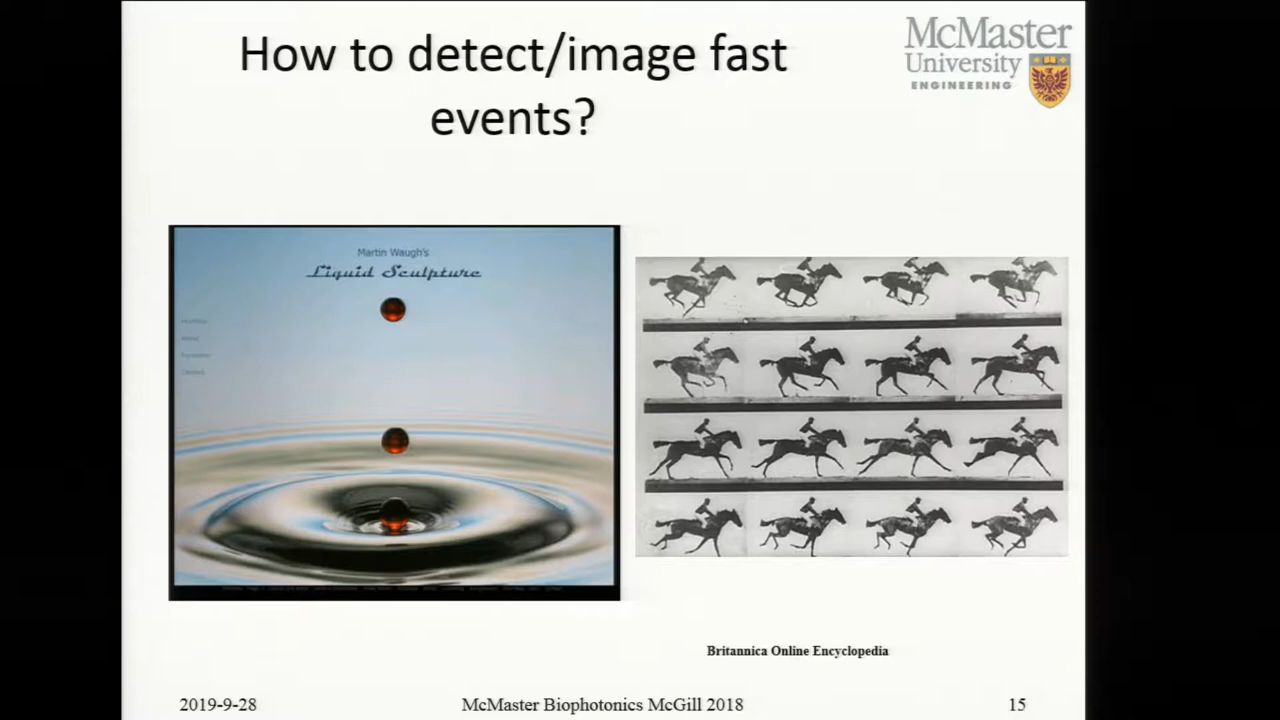 How to detect/image fast
events?
McMaster
University
ENGINEERING
Martin Waugh's
Liquid Sculpture
Britannica Online Encyclopedia
2019-9-28
McMaster Biophotonics McGill 2018
15